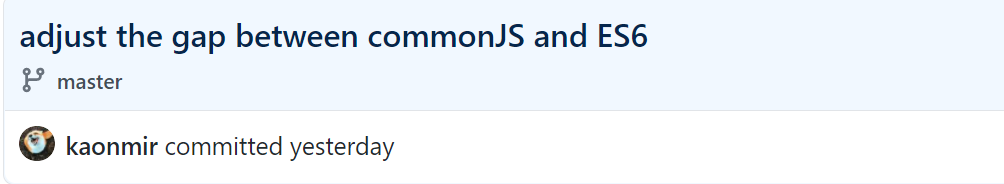 adjust the gap between commonJS and ES6
master
kaonmir committed yesterday